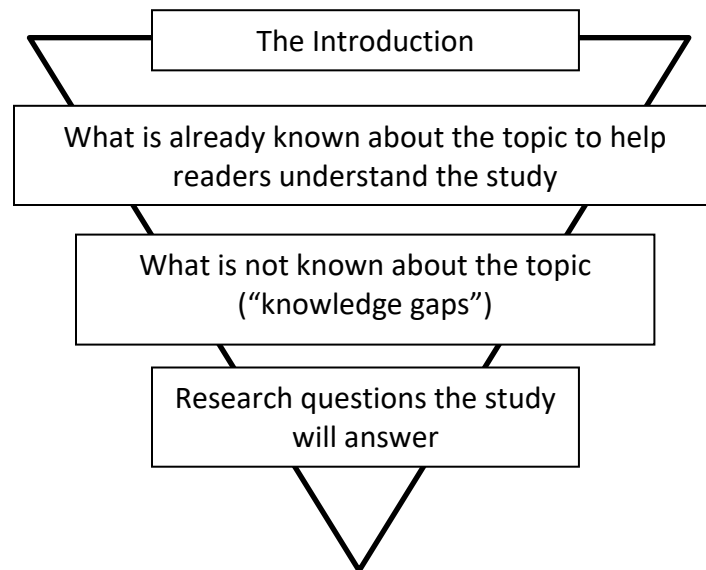 The Introduction
What is already known about the topic to help
readers understand the study
What is not known about the topic
(“knowledge gaps”)
Research questions the study
will answer